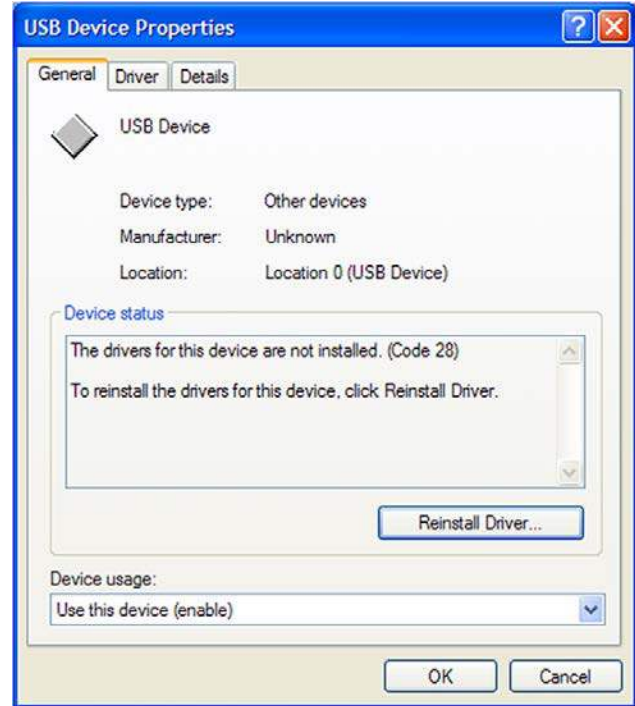 USB Device Properties
General Driver Details
USB Device
Device type: Other devices
Manufacturer: Unknown
Location: Location 0 (USB Device)
Device status
The drivers for this device are not installed. (Code 28)
To reinstall the drivers for this device, click Reinstall Driver.
Reinstall Driver...
Device usage:
Use this device (enable)
OK Cancel